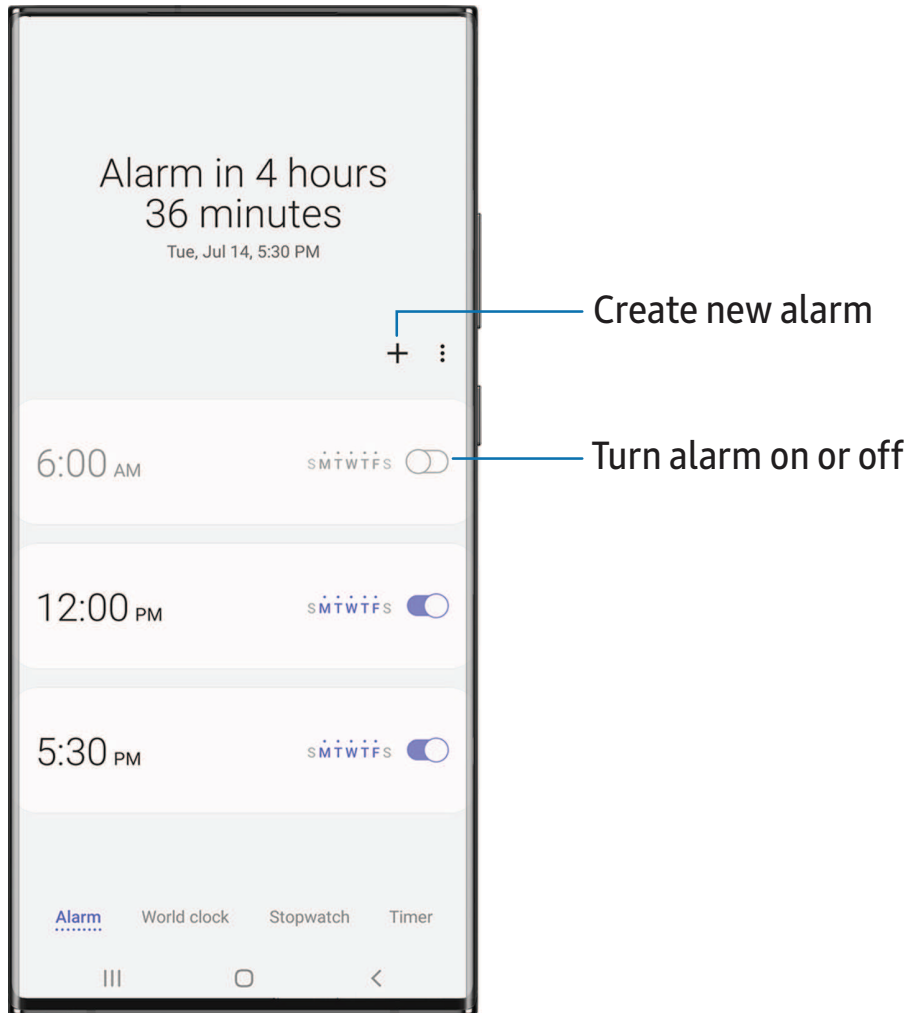 Alarm in 4 hours
36 minutes
Tue, Jul 14, 5:30 PM
Create new alarm
6:00 AM SMTWTFS
Turn alarm on or off
12:00 PM SMTWTFS
5:30 PM SMTWTFS
Alarm World clock Stopwatch Timer